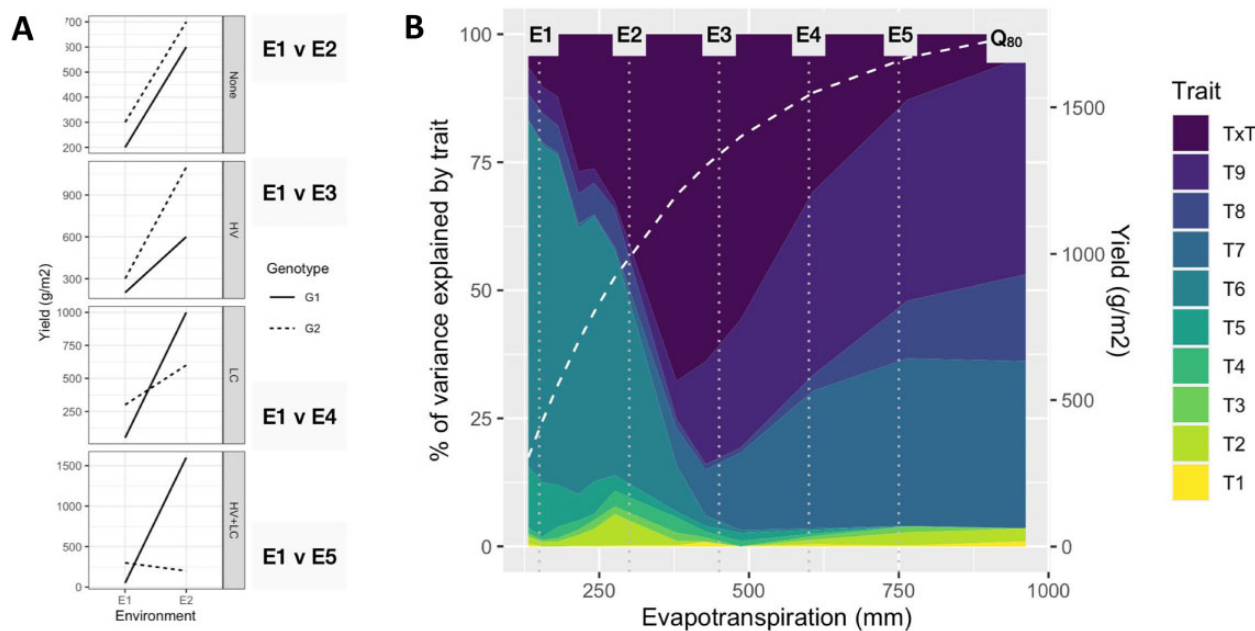 A
E1 v E2
E1 v E3
E1 v E4
E1 v E5
700
600
500
400
300
200
None
900
600
300
HV
1000
750
500
250
LC
1500
1000
500
0
HV+LC
Yield (g/m2)
E1
E2
Environment
Genotype
G1
G2
B
E1
E2
E3
E4
E5
Q80
100
75
50
25
0
% of variance explained by trait
1500
1000
500
0
Yield (g/m2)
250
500
750
1000
Evapotranspiration (mm)
Trait
TxT
T9
T8
T7
T6
T5
T4
T3
T2
T1